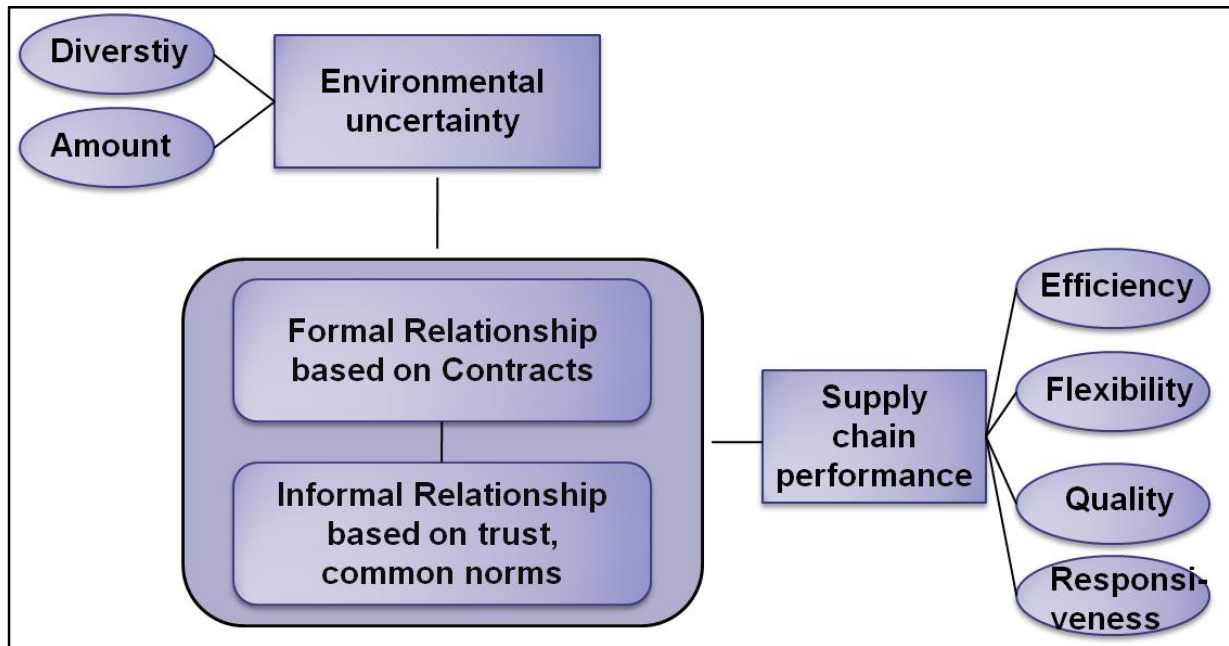 Diverstiy
Amount
Environmental
uncertainty
Formal Relationship
based on Contracts
Informal Relationship
based on trust,
common norms
Supply
chain
performance
Efficiency
Flexibility
Quality
Responsi-
veness